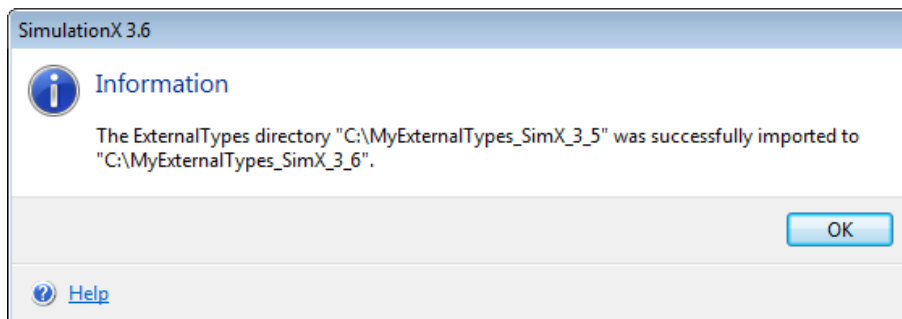 SimulationX 3.6
Information
The ExternalTypes directory "C:\MyExternalTypes_SimX_3_5" was successfully imported to
"C:\MyExternalTypes_SimX_3_6".
OK
Help